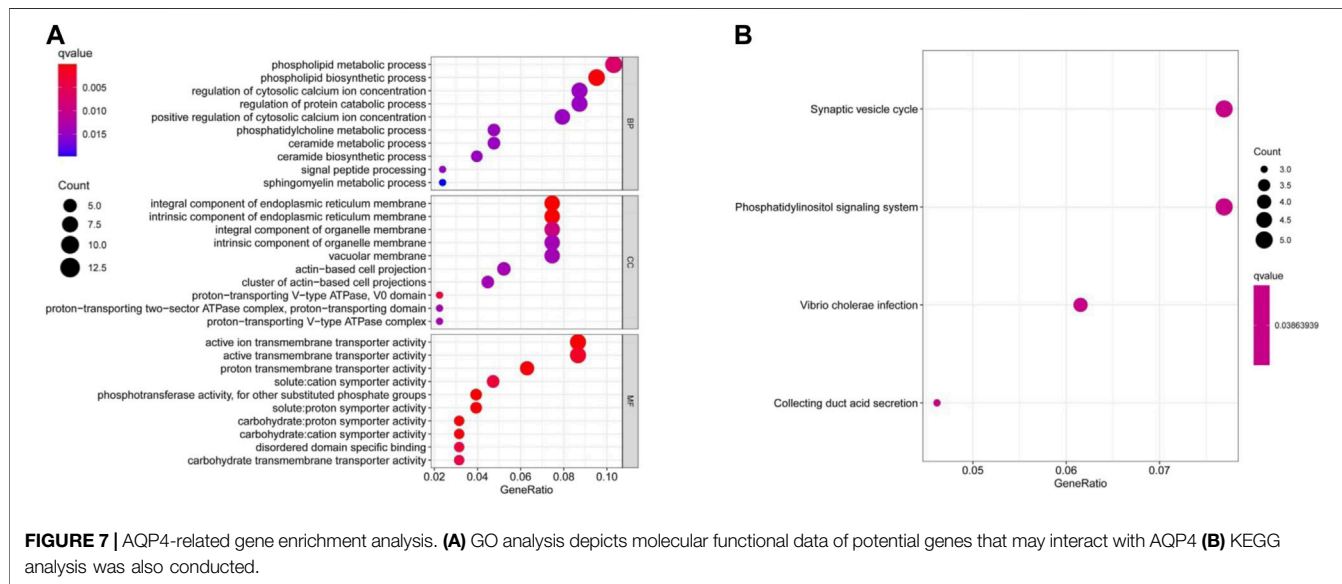 A
B
qvalue
0.005
0.010
0.015
Count
5.0
7.5
10.0
12.5
phospholipid metabolic process
phospholipid biosynthetic process
regulation of cytosolic calcium ion concentration
regulation of protein catabolic process
positive regulation of cytosolic calcium ion concentration
phosphatidylcholine metabolic process
ceramide metabolic process
ceramide biosynthetic process
signal peptide processing
sphingomyelin metabolic process
BP
integral component of endoplasmic reticulum membrane
intrinsic component of endoplasmic reticulum membrane
integral component of organelle membrane
intrinsic component of organelle membrane
vacuolar membrane
actin−based cell projection
cluster of actin−based cell projections
proton−transporting V−type ATPase, V0 domain
proton−transporting two−sector ATPase complex, proton−transporting domain
proton−transporting V−type ATPase complex
CC
active ion transmembrane transporter activity
active transmembrane transporter activity
proton transmembrane transporter activity
solute:cation symporter activity
phosphotransferase activity, for other substituted phosphate groups
solute:proton symporter activity
carbohydrate:proton symporter activity
carbohydrate:cation symporter activity
disordered domain specific binding
carbohydrate transmembrane transporter activity
MF
0.02 0.04 0.06 0.08 0.10
GeneRatio
Synaptic vesicle cycle
Phosphatidylinositol signaling system
Vibrio cholerae infection
Collecting duct acid secretion
0.05 0.06 0.07
GeneRatio
Count
3.0
3.5
4.0
4.5
5.0
qvalue
0.03863939
FIGURE 7 | AQP4-related gene enrichment analysis. (A) GO analysis depicts molecular functional data of potential genes that may interact with AQP4 (B) KEGG
analysis was also conducted.